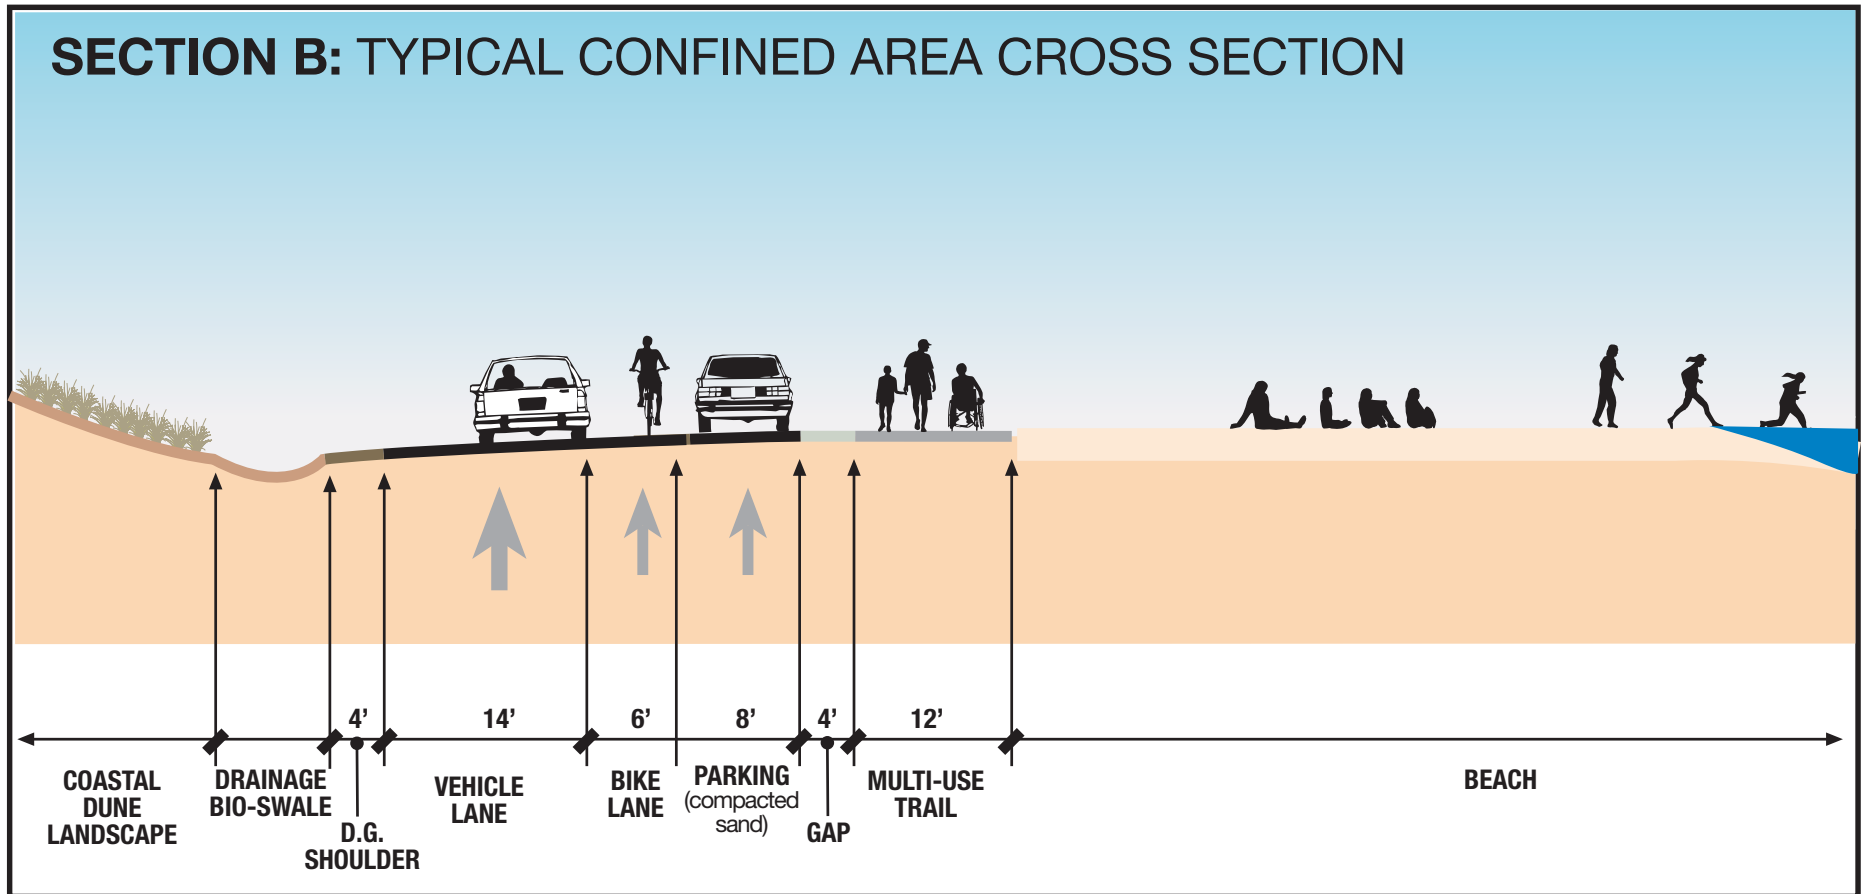 SECTION B: TYPICAL CONFINED AREA CROSS SECTION
4’
14’
6’
8’
4’
12’
COASTAL
DUNE
LANDSCAPE
DRAINAGE
BIO-SWALE
D.G.
SHOULDER
VEHICLE
LANE
BIKE
LANE
PARKING
(compacted
sand)
GAP
MULTI-USE
TRAIL
BEACH